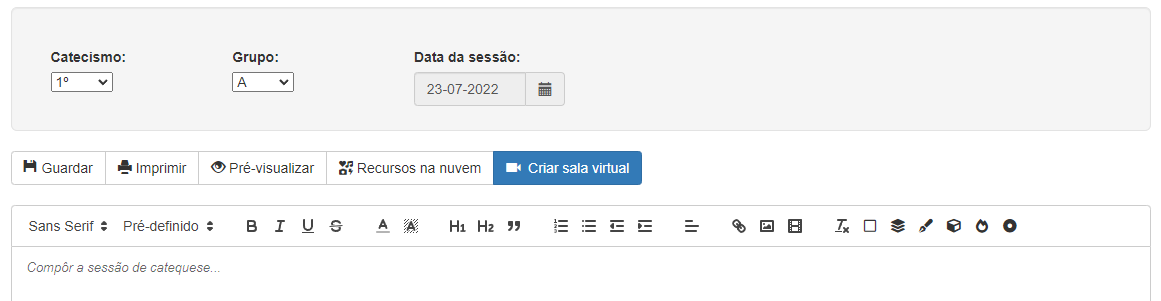 Catecismo: Grupo: Data da sessão:
1º A 23-07-2022
Guardar Imprimir Pré-visualizar Recursos na nuvem Criar sala virtual
Sans Serif Pré-definido B I U S A A H1 H2 Tx
Compôr a sessão de catequese...